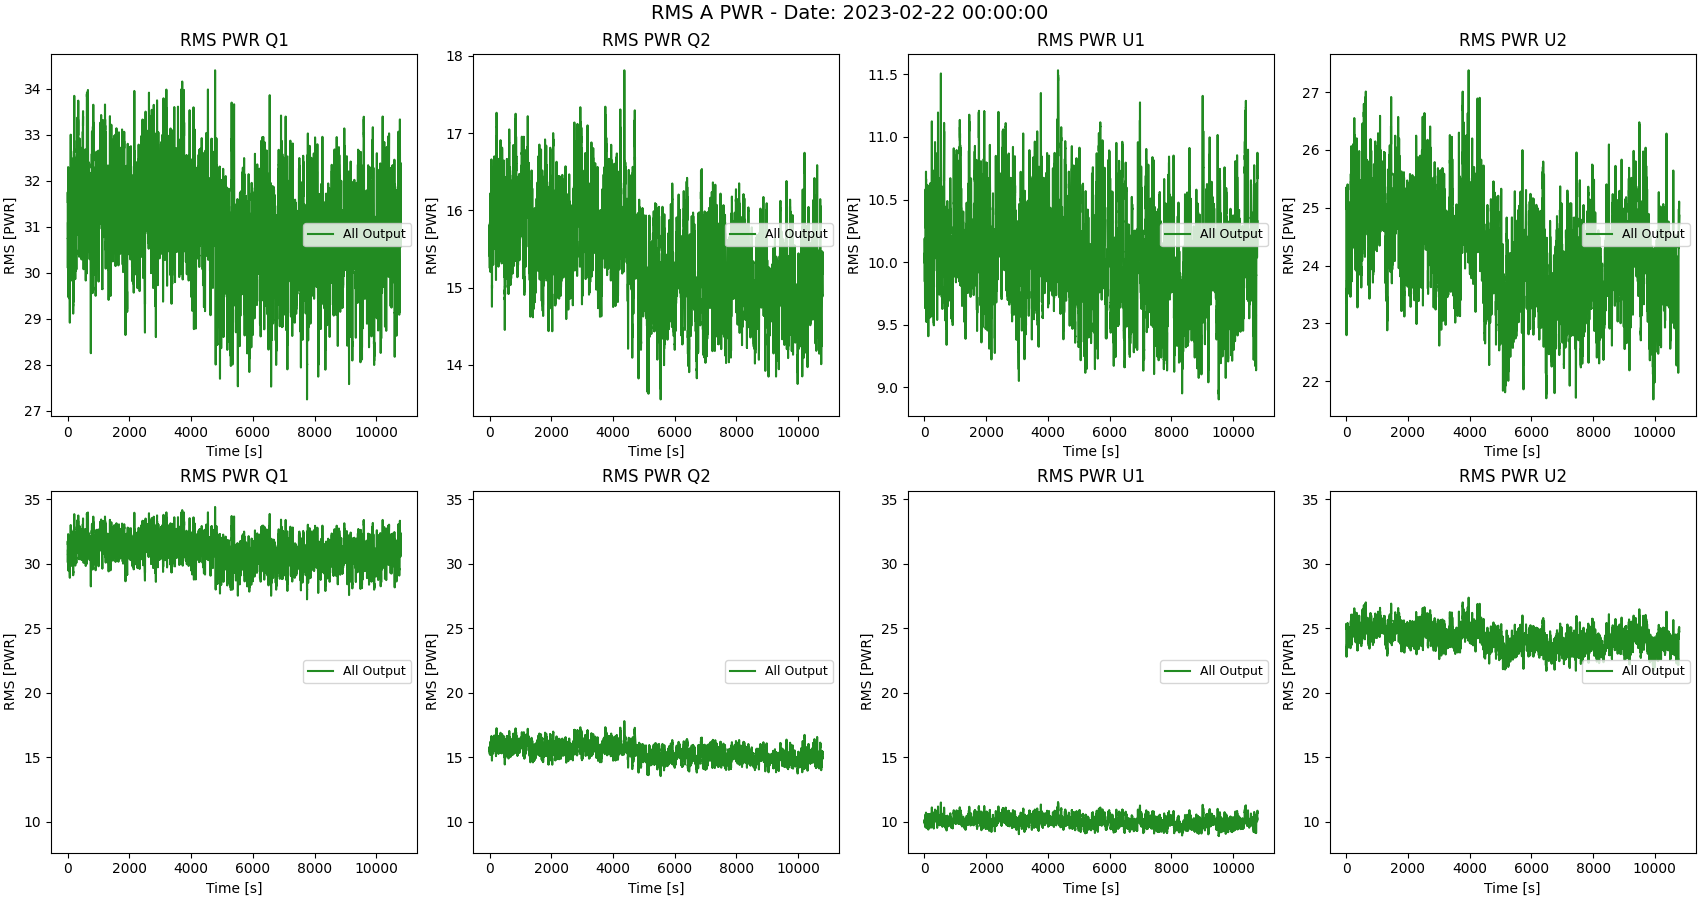 RMS A PWR - Date: 2023-02-22 00:00:00
RMS PWR Q1
RMS [PWR]
34
33
32
31
30
29
28
27
All Output
0 2000 4000 6000 8000 10000
Time [s]
RMS PWR Q2
RMS [PWR]
18
17
16
15
14
All Output
0 2000 4000 6000 8000 10000
Time [s]
RMS PWR U1
RMS [PWR]
11.5
11.0
10.5
10.0
9.5
9.0
All Output
0 2000 4000 6000 8000 10000
Time [s]
RMS PWR U2
RMS [PWR]
27
26
25
24
23
22
All Output
0 2000 4000 6000 8000 10000
Time [s]
RMS PWR Q1
RMS [PWR]
35
30
25
20
15
10
All Output
0 2000 4000 6000 8000 10000
Time [s]
RMS PWR Q2
RMS [PWR]
35
30
25
20
15
10
All Output
0 2000 4000 6000 8000 10000
Time [s]
RMS PWR U1
RMS [PWR]
35
30
25
20
15
10
All Output
0 2000 4000 6000 8000 10000
Time [s]
RMS PWR U2
RMS [PWR]
35
30
25
20
15
10
All Output
0 2000 4000 6000 8000 10000
Time [s]